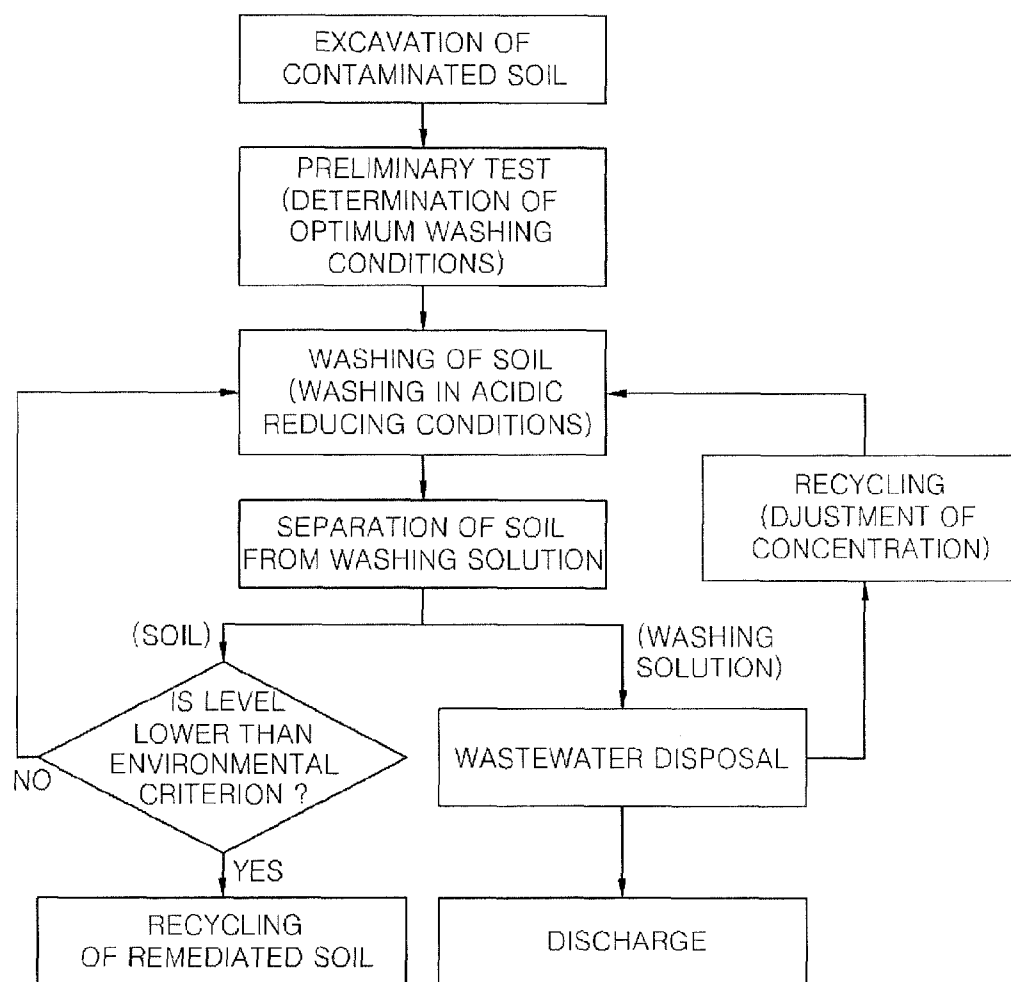 EXCAVATION OF
CONTAMINATED SOIL
PRELIMINARY TEST
(DETERMINATION OF
OPTIMUM WASHING
CONDITIONS)
WASHING OF SOIL
(WASHING IN ACIDIC
REDUCING CONDITIONS)
RECYCLING
(DJUSTMENT OF
CONCENTRATION)
SEPARATION OF SOIL
FROM WASHING SOLUTION
(SOIL)
(WASHING
SOLUTION)
IS LEVEL
LOWER THAN
ENVIRONMENTAL
CRITERION ?
NO
WASTEWATER DISPOSAL
YES
RECYCLING
OF REMEDIATED SOIL
DISCHARGE